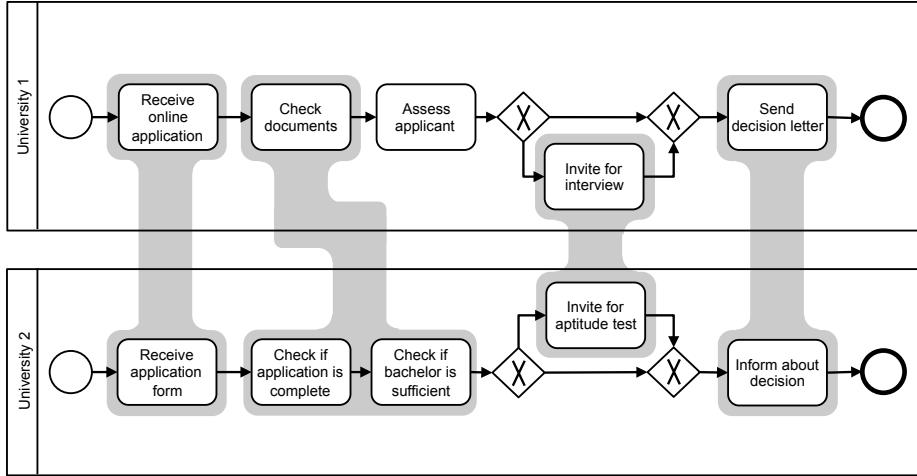 University 1
Receive
online
application
Check
documents
Assess
applicant
X
X
Send
decision letter
Invite for
interview
University 2
Receive
application
form
Check if
application is
complete
Check if
bachelor is
sufficient
X
Invite for
aptitude test
X
Inform about
decision